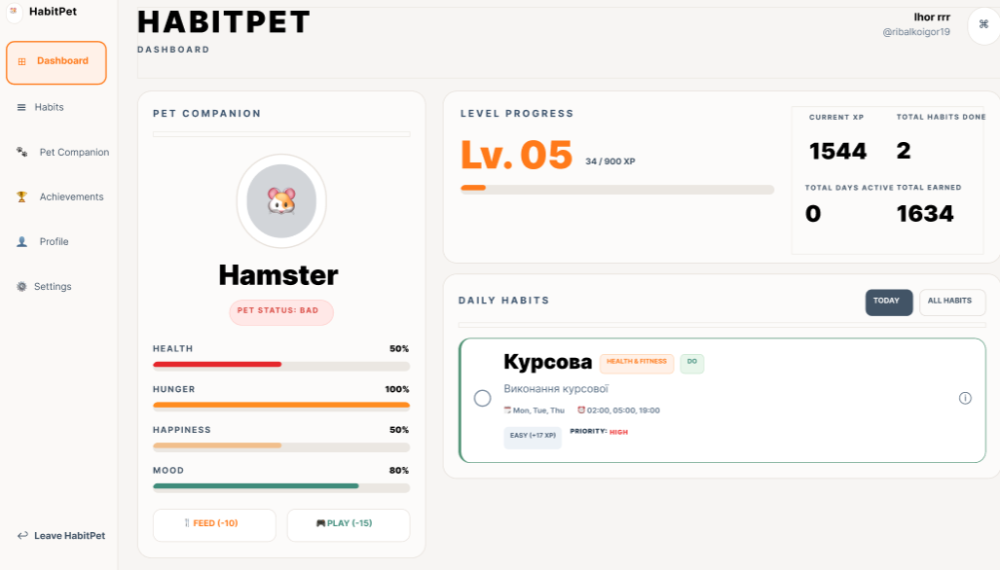 HabitPet
Dashboard
Habits
Pet Companion
Achievements
Profile
Settings
Leave HabitPet
HABITPET
DASHBOARD
Ihor rrr
@ribalkoigor19
PET COMPANION
Hamster
PET STATUS: BAD
HEALTH 50%
HUNGER 100%
HAPPINESS 50%
MOOD 80%
FEED (-10) PLAY (-15)
LEVEL PROGRESS
Lv. 05 34 / 900 XP
CURRENT XP TOTAL HABITS DONE
1544 2
TOTAL DAYS ACTIVE TOTAL EARNED
0 1634
DAILY HABITS TODAY ALL HABITS
Курсова HEALTH & FITNESS DO
Виконання курсової
Mon, Tue, Thu 02:00, 05:00, 19:00
EASY (+17 XP) PRIORITY: HIGH